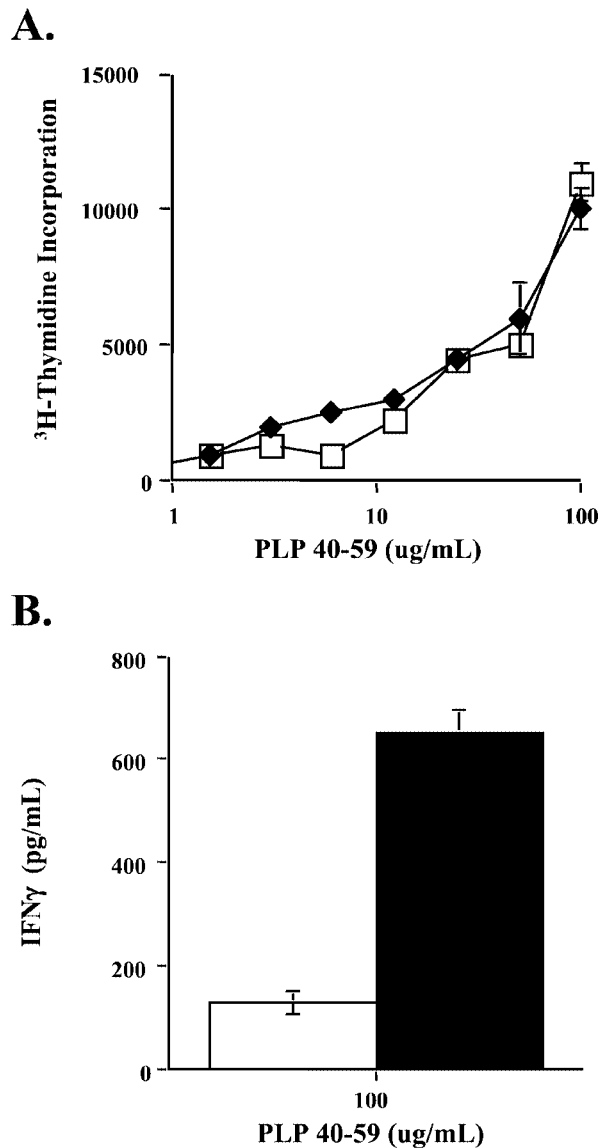 A.
15000
10000
5000
0
³H-Thymidine Incorporation
1 10 100
PLP 40-59 (ug/mL)
B.
800
600
400
200
0
IFNγ (pg/mL)
100
PLP 40-59 (ug/mL)